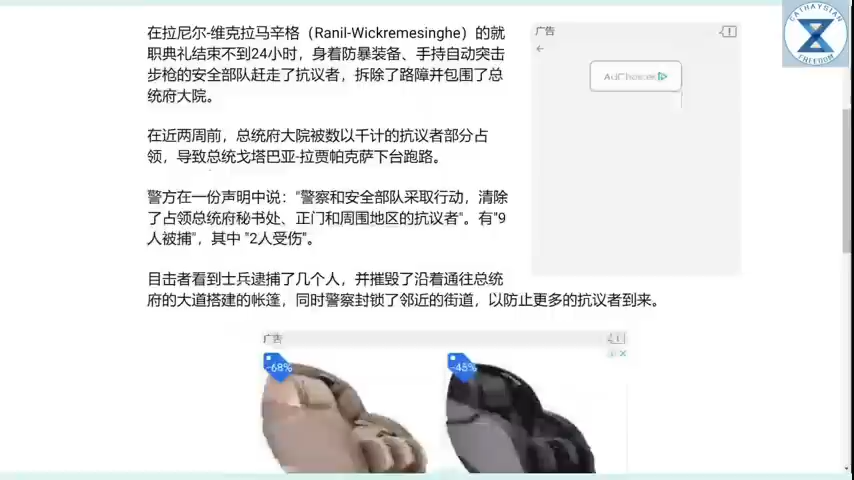 在拉尼尔-维克拉马辛格（Ranil-Wickremesinghe）的就
职典礼结束不到24小时，身着防暴装备、手持自动突击
步枪的安全部队赶走了抗议者，拆除了路障并包围了总
统府大院。
在近两周前，总统府大院被数以千计的抗议者部分占
领，导致总统戈塔巴亚-拉贾帕克萨下台跑路。
警方在一份声明中说："警察和安全部队采取行动，清除
了占领总统府秘书处、正门和周围地区的抗议者"。有"9
人被捕"，其中 "2人受伤"。
目击者看到士兵逮捕了几个人，并摧毁了沿着通往总统
府的大道搭建的帐篷，同时警察封锁了邻近的街道，以防止更多的抗议者到来。
广告
AdChoices
广告
-68%
-45%
CATHAYSIAN
FREEDOM